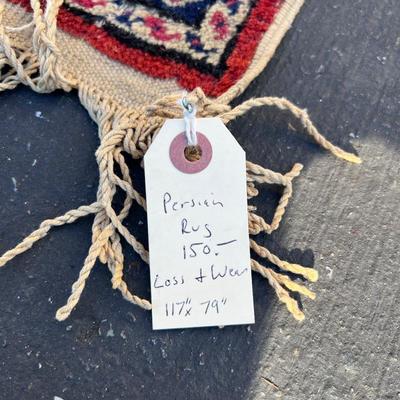 Persian
Rug
150.—
Loss + Wear
117" x 79"